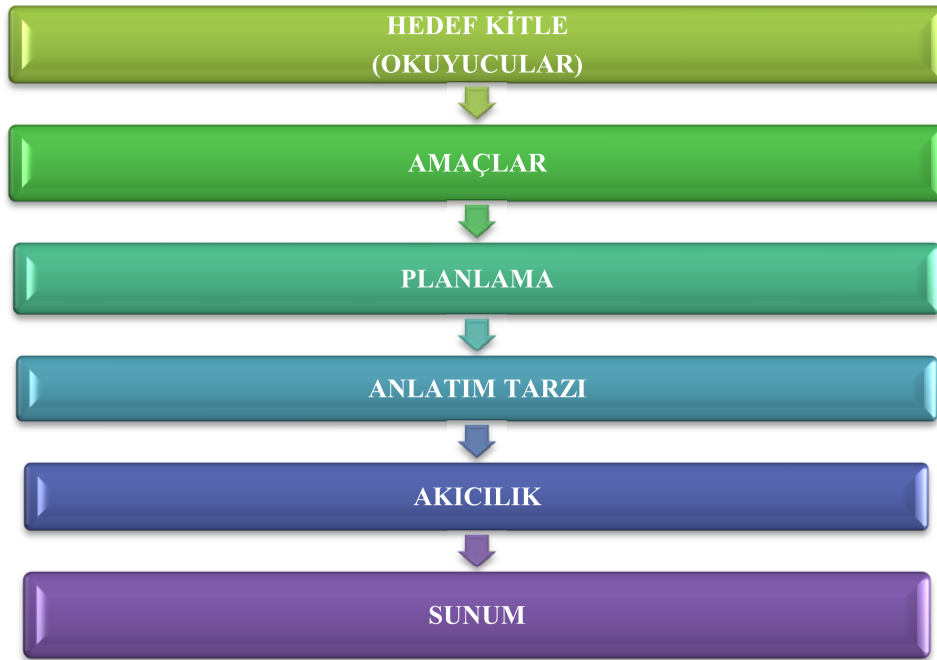 HEDEF KİTLE
(OKUYUCULAR)
AMAÇLAR
PLANLAMA
ANLATIM TARZI
AKICILIK
SUNUM